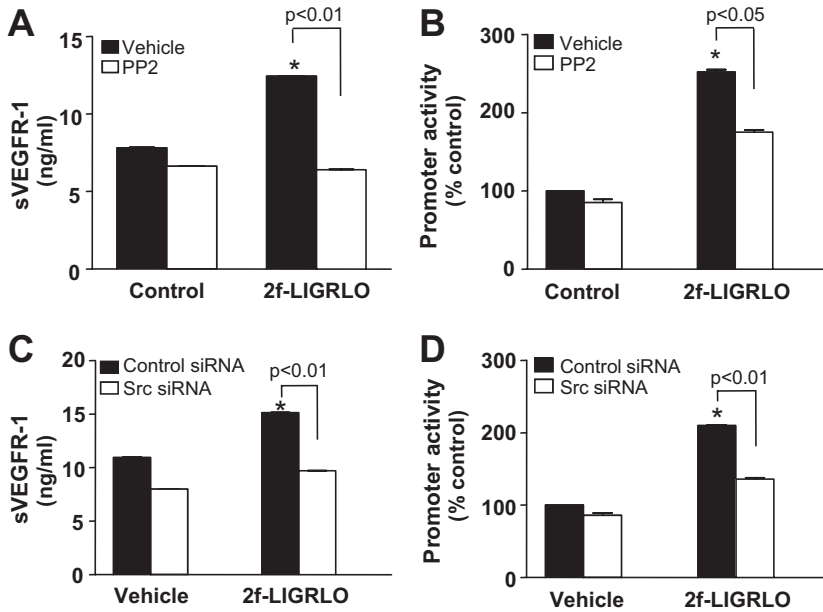 A
Vehicle
PP2
p<0.01
*
sVEGFR-1
(ng/ml)
15
10
5
0
Control
2f-LIGRLO
B
Vehicle
PP2
p<0.05
*
Promoter activity
(% control)
300
200
100
0
Control
2f-LIGRLO
C
Control siRNA
Src siRNA
p<0.01
*
sVEGFR-1
(ng/ml)
20
15
10
5
0
Vehicle
2f-LIGRLO
D
Control siRNA
Src siRNA
p<0.01
*
Promoter activity
(% control)
300
200
100
0
Vehicle
2f-LIGRLO